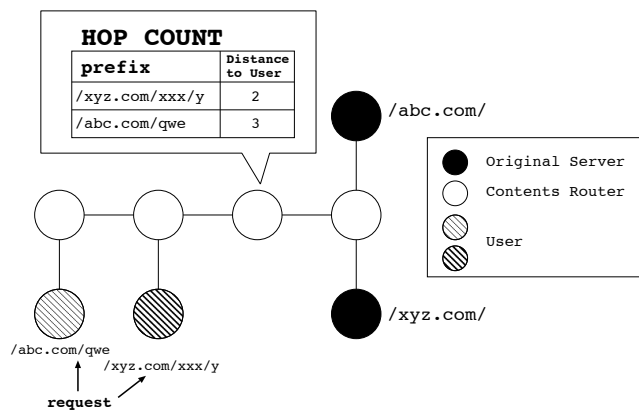 HOP COUNT
prefix
Distance
to User
/xyz.com/xxx/y 2
/abc.com/qwe 3
/abc.com/
Original Server
Contents Router
User
/xyz.com/
/abc.com/qwe
/xyz.com/xxx/y
request